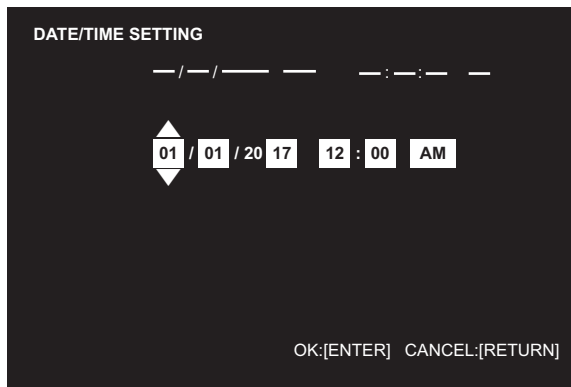 DATE/TIME SETTING
—/—/—— —— —:—:— —
01 / 01 / 20 17 12 : 00 AM
OK:[ENTER] CANCEL:[RETURN]